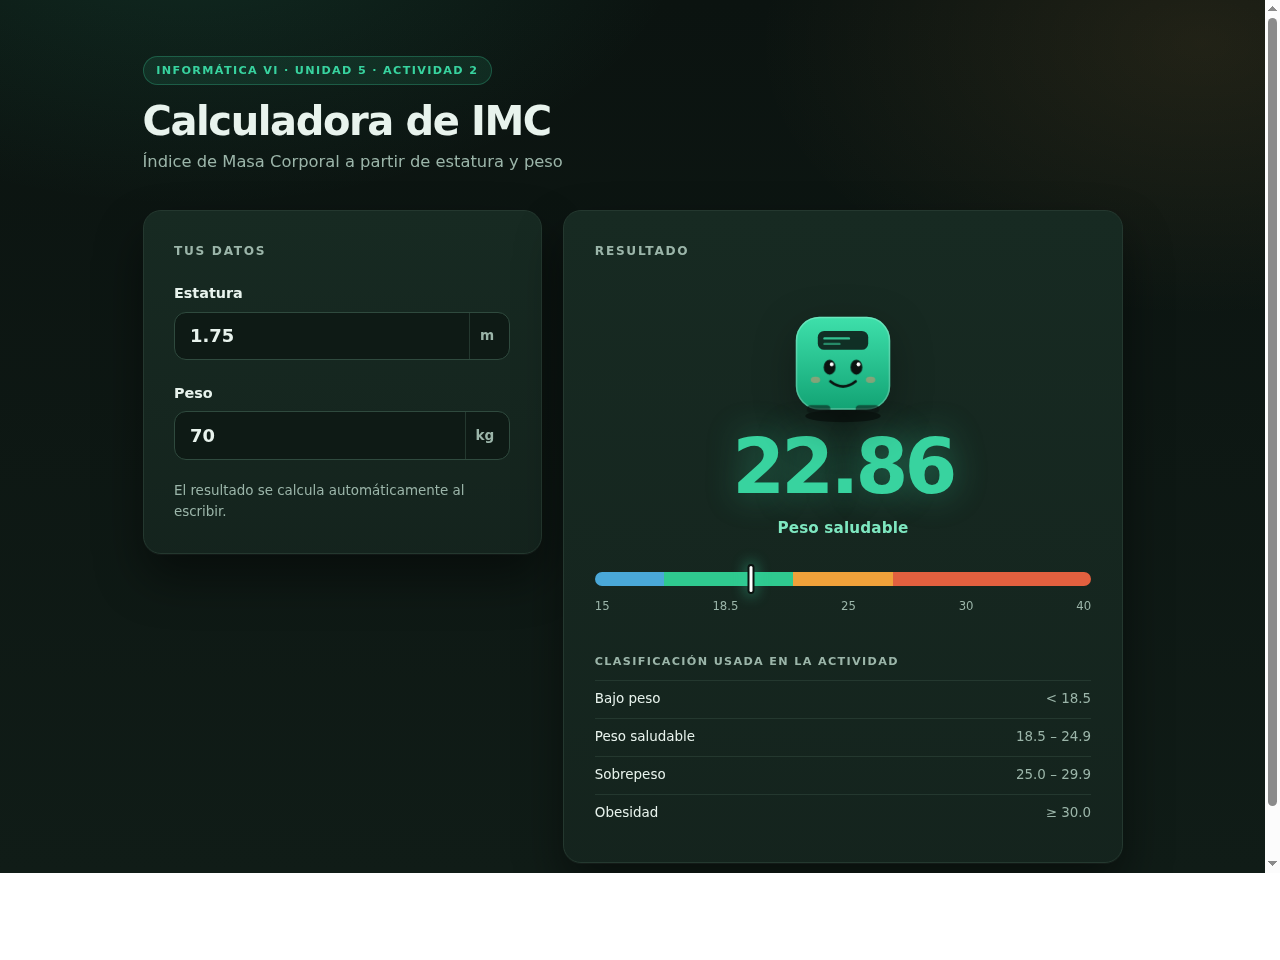 INFORMÁTICA VI · UNIDAD 5 · ACTIVIDAD 2
Calculadora de IMC
Índice de Masa Corporal a partir de estatura y peso
TUS DATOS
Estatura
1.75 m
Peso
70 kg
El resultado se calcula automáticamente al
escribir.
RESULTADO
22.86
Peso saludable
15 18.5 25 30 40
CLASIFICACIÓN USADA EN LA ACTIVIDAD
Bajo peso < 18.5
Peso saludable 18.5 – 24.9
Sobrepeso 25.0 – 29.9
Obesidad ≥ 30.0